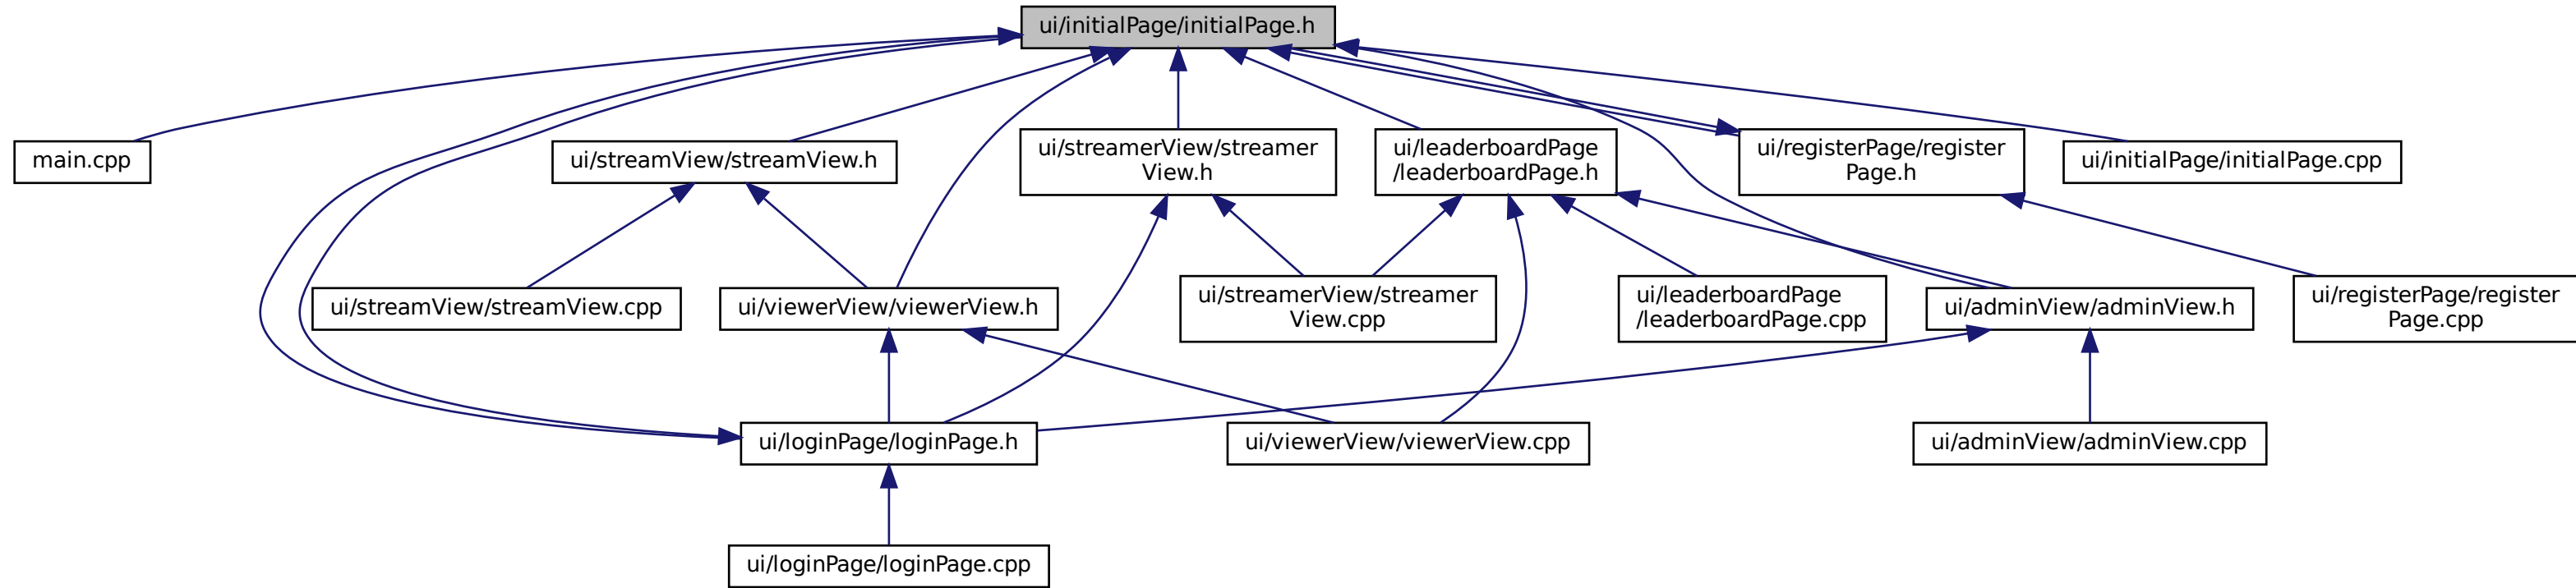 ui/initialPage/initialPage.h
main.cpp
ui/streamView/streamView.h
ui/streamerView/streamer
View.h
ui/leaderboardPage
/leaderboardPage.h
ui/registerPage/register
Page.h
ui/initialPage/initialPage.cpp
ui/streamView/streamView.cpp
ui/viewerView/viewerView.h
ui/streamerView/streamer
View.cpp
ui/leaderboardPage
/leaderboardPage.cpp
ui/adminView/adminView.h
ui/registerPage/register
Page.cpp
ui/loginPage/loginPage.h
ui/viewerView/viewerView.cpp
ui/adminView/adminView.cpp
ui/loginPage/loginPage.cpp